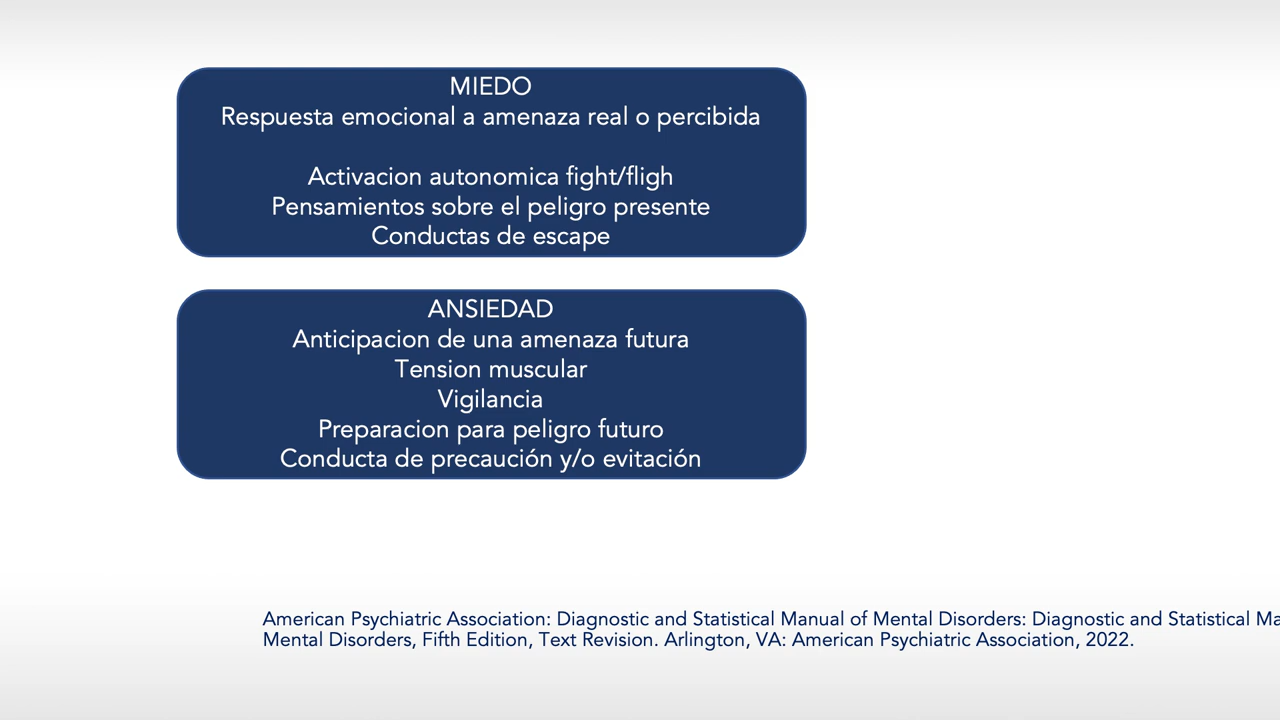 MIEDO
Respuesta emocional a amenaza real o percibida
Activacion autonomica fight/fligh
Pensamientos sobre el peligro presente
Conductas de escape
ANSIEDAD
Anticipacion de una amenaza futura
Tension muscular
Vigilancia
Preparacion para peligro futuro
Conducta de precaución y/o evitación
American Psychiatric Association: Diagnostic and Statistical Manual of Mental Disorders: Diagnostic and Statistical Ma
Mental Disorders, Fifth Edition, Text Revision. Arlington, VA: American Psychiatric Association, 2022.